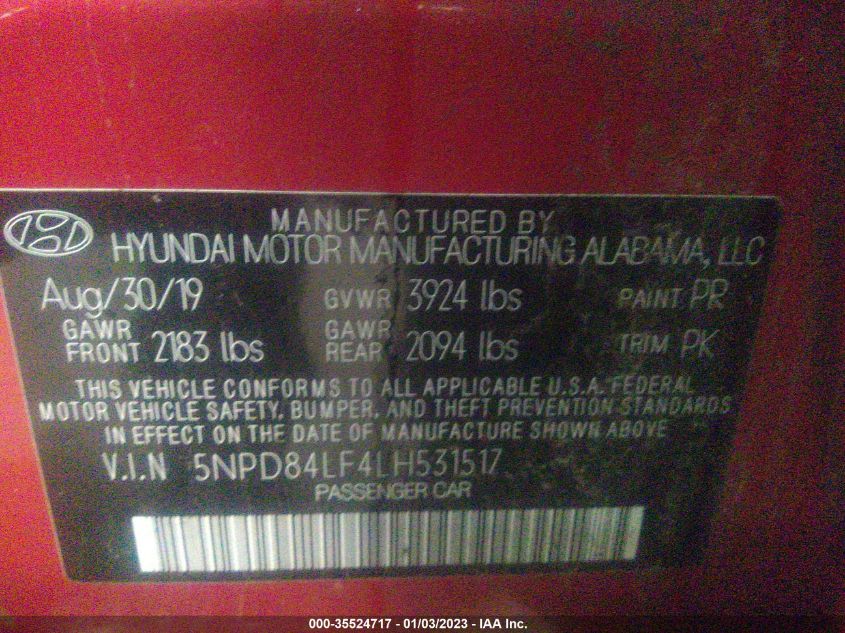 MANUFACTURED BY
HYUNDAI MOTOR MANUFACTURING ALABAMA, LLC
Aug/30/19 GVWR 3924 lbs PAINT PR
GAWR FRONT 2183 lbs GAWR REAR 2094 lbs TRIM PK
THIS VEHICLE CONFORMS TO ALL APPLICABLE U.S.A. FEDERAL
MOTOR VEHICLE SAFETY, BUMPER, AND THEFT PREVENTION STANDARDS
IN EFFECT ON THE DATE OF MANUFACTURE SHOWN ABOVE
V.I.N 5NPD84LF4LH531517
PASSENGER CAR
000-35524717 - 01/03/2023 - IAA Inc.